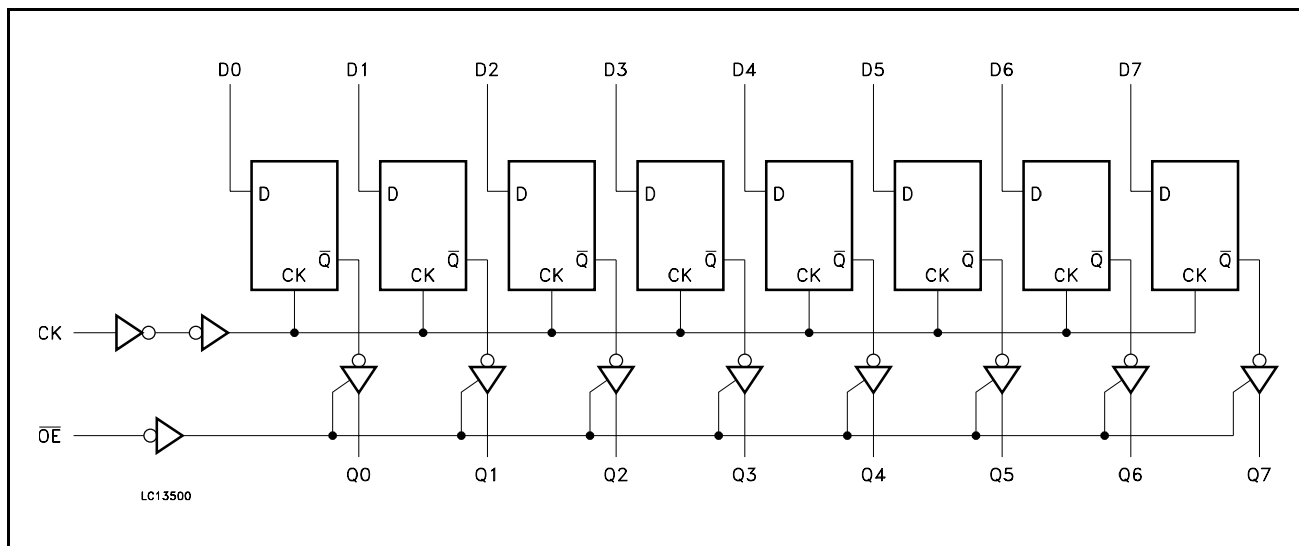 D0 D1 D2 D3 D4 D5 D6 D7
D D D D D D D D
Q̅ Q̅ Q̅ Q̅ Q̅ Q̅ Q̅ Q̅
CK CK CK CK CK CK CK CK
CK
O̅E̅
Q0 Q1 Q2 Q3 Q4 Q5 Q6 Q7
LC13500